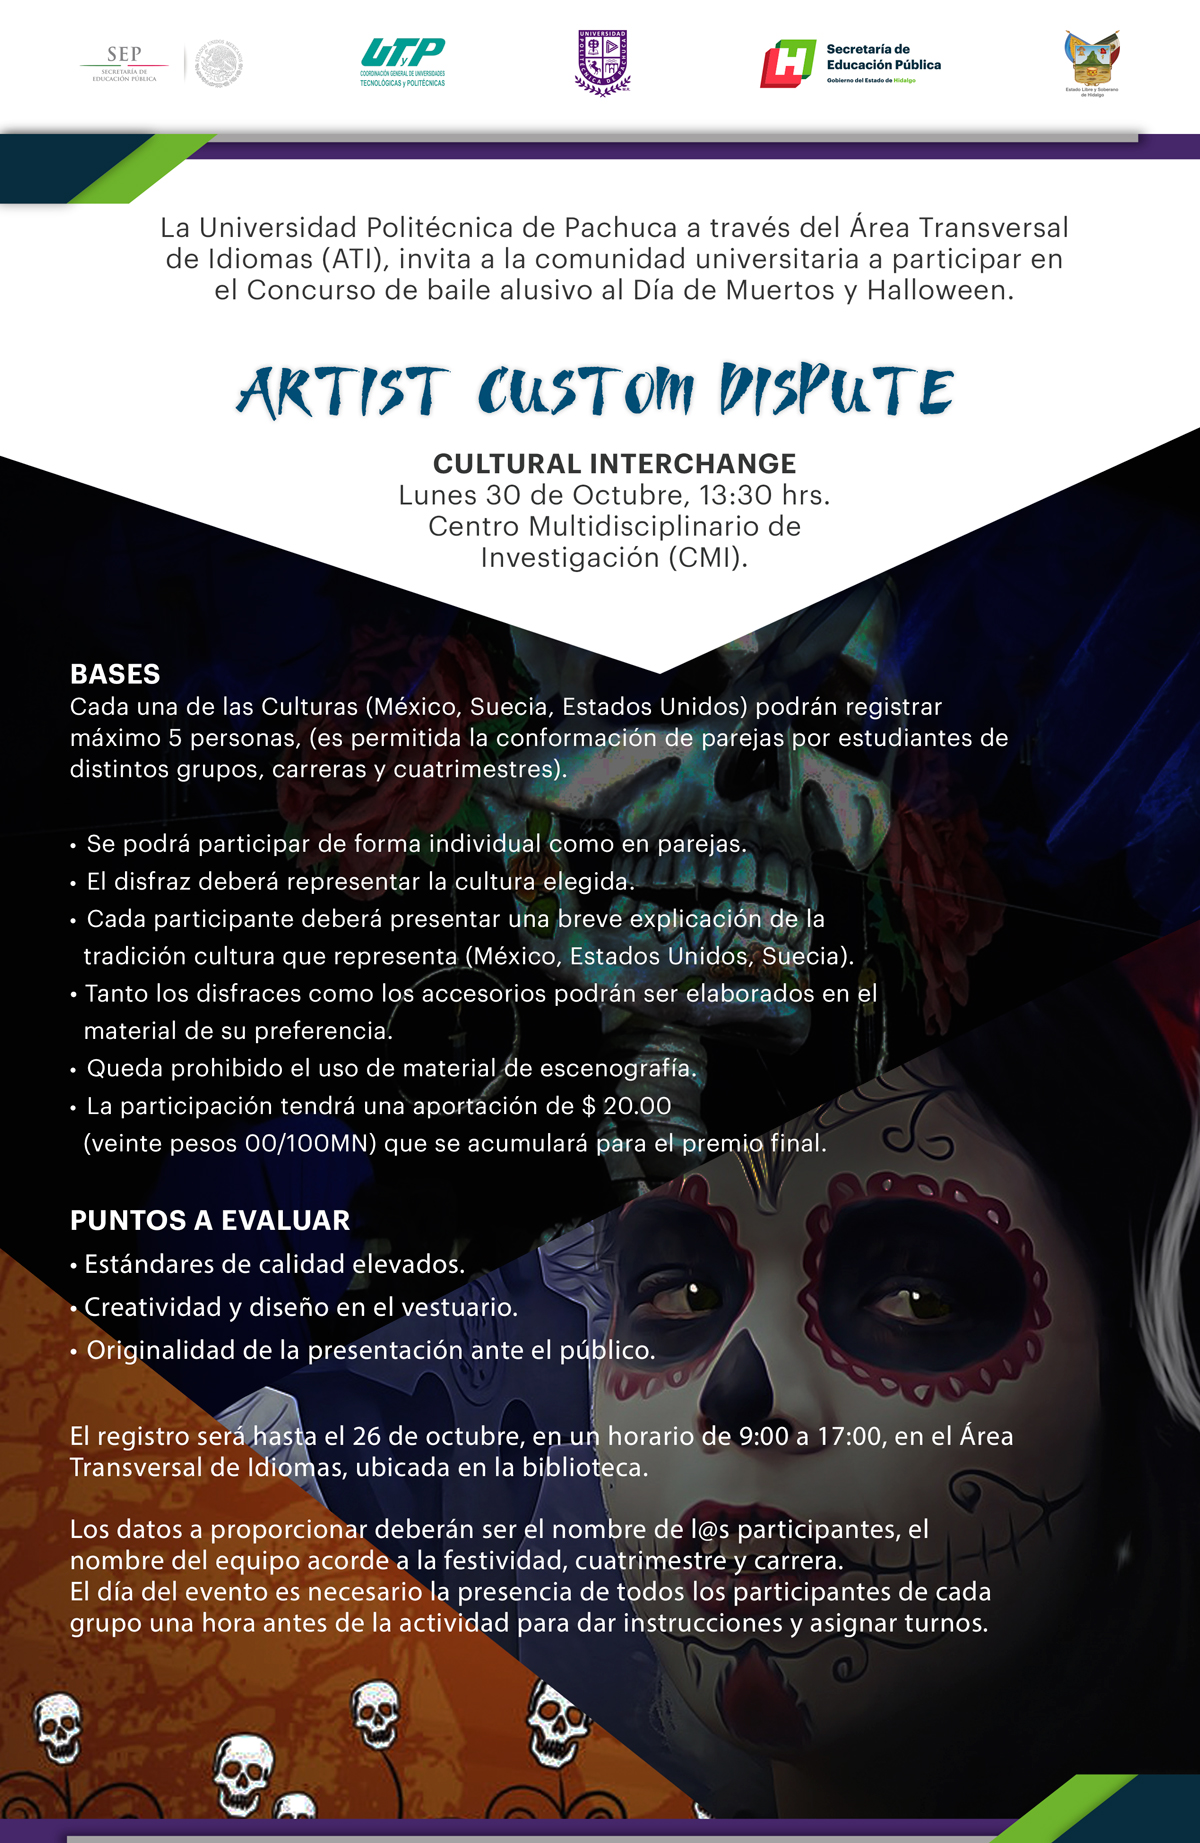 SEP
SECRETARÍA DE
EDUCACIÓN PÚBLICA
UTyP
COORDINACIÓN GENERAL DE UNIVERSIDADES
TECNOLÓGICAS y POLITÉCNICAS
UNIVERSIDAD
POLITÉCNICA DE PACHUCA
H
Secretaría de
Educación Pública
Gobierno del Estado de Hidalgo
Estado Libre y Soberano
de Hidalgo
La Universidad Politécnica de Pachuca a través del Área Transversal
de Idiomas (ATI), invita a la comunidad universitaria a participar en
el Concurso de baile alusivo al Día de Muertos y Halloween.
ARTIST CUSTOM DISPUTE
CULTURAL INTERCHANGE
Lunes 30 de Octubre, 13:30 hrs.
Centro Multidisciplinario de
Investigación (CMI).
BASES
Cada una de las Culturas (México, Suecia, Estados Unidos) podrán registrar
máximo 5 personas, (es permitida la conformación de parejas por estudiantes de
distintos grupos, carreras y cuatrimestres).
• Se podrá participar de forma individual como en parejas.
• El disfraz deberá representar la cultura elegida.
• Cada participante deberá presentar una breve explicación de la
tradición cultura que representa (México, Estados Unidos, Suecia).
• Tanto los disfraces como los accesorios podrán ser elaborados en el
material de su preferencia.
• Queda prohibido el uso de material de escenografía.
• La participación tendrá una aportación de $ 20.00
(veinte pesos 00/100MN) que se acumulará para el premio final.
PUNTOS A EVALUAR
• Estándares de calidad elevados.
• Creatividad y diseño en el vestuario.
• Originalidad de la presentación ante el público.
El registro será hasta el 26 de octubre, en un horario de 9:00 a 17:00, en el Área
Transversal de Idiomas, ubicada en la biblioteca.
Los datos a proporcionar deberán ser el nombre de l@s participantes, el
nombre del equipo acorde a la festividad, cuatrimestre y carrera.
El día del evento es necesario la presencia de todos los participantes de cada
grupo una hora antes de la actividad para dar instrucciones y asignar turnos.